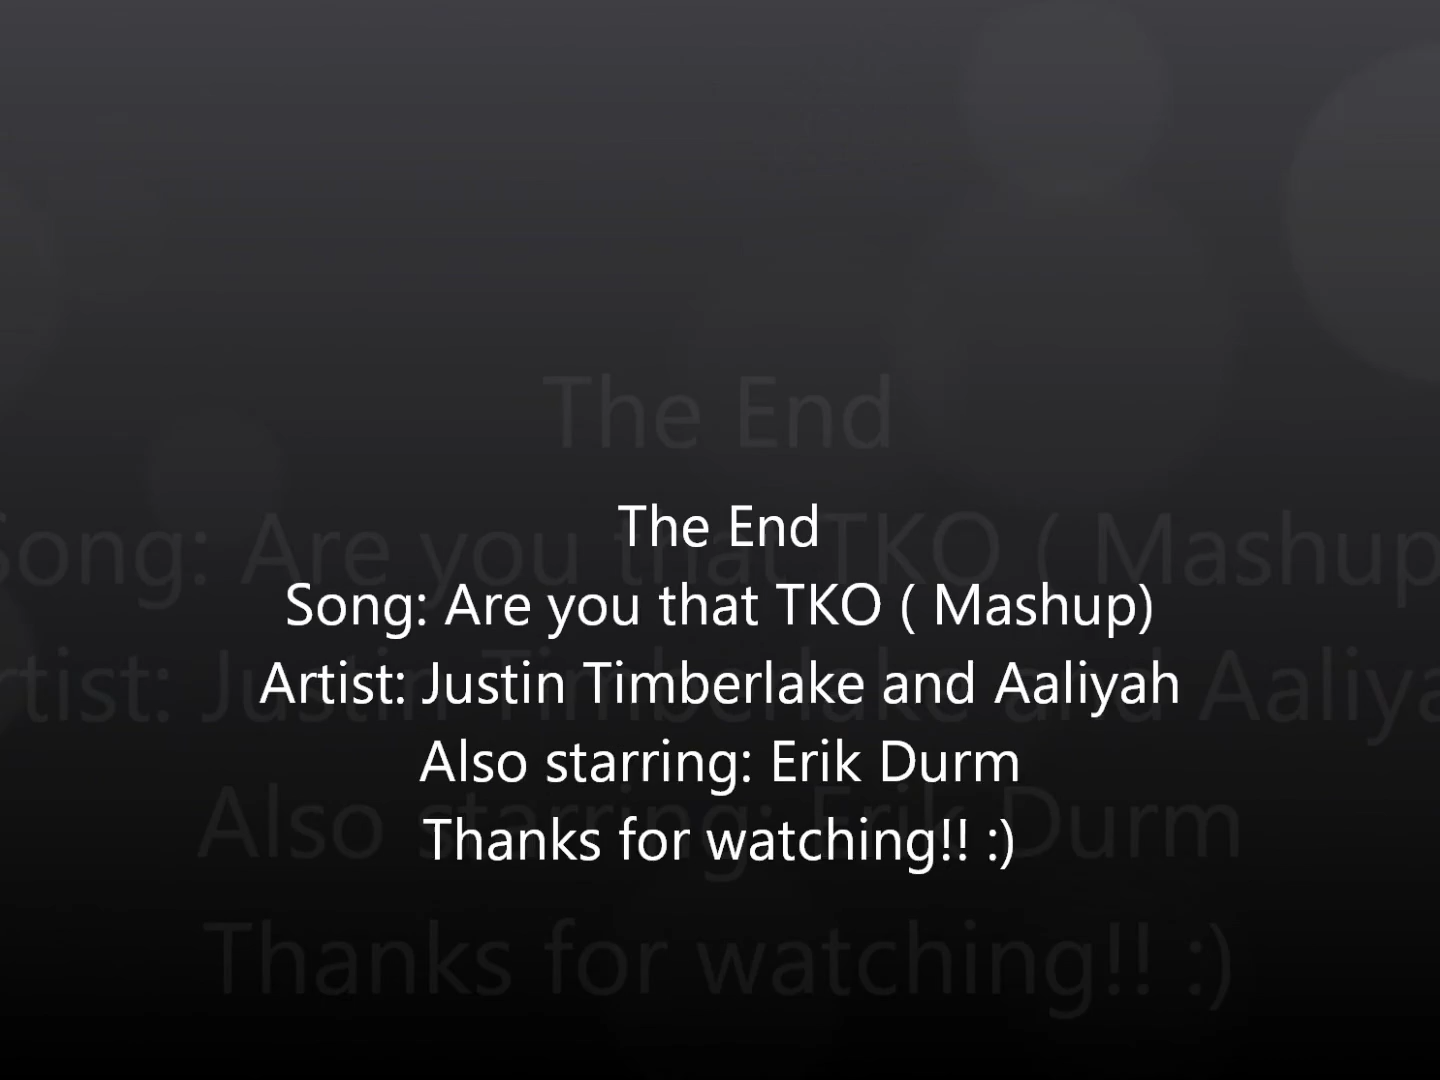 The End
Song: Are you that TKO ( Mashup)
Artist: Justin Timberlake and Aaliyah
Also starring: Erik Durm
Thanks for watching!! :)